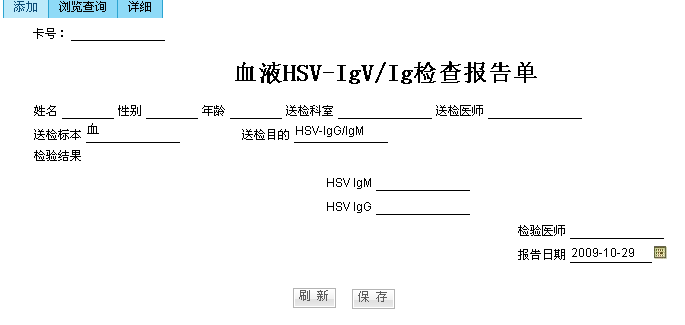 添加 浏览查询 详细
卡号：
血液HSV-IgV/Ig检查报告单
姓名 性别 年龄 送检科室 送检医师
送检标本 血 送检目的 HSV-IgG/IgM
检验结果
HSV IgM
HSV IgG
检验医师
报告日期 2009-10-29
刷 新 保 存